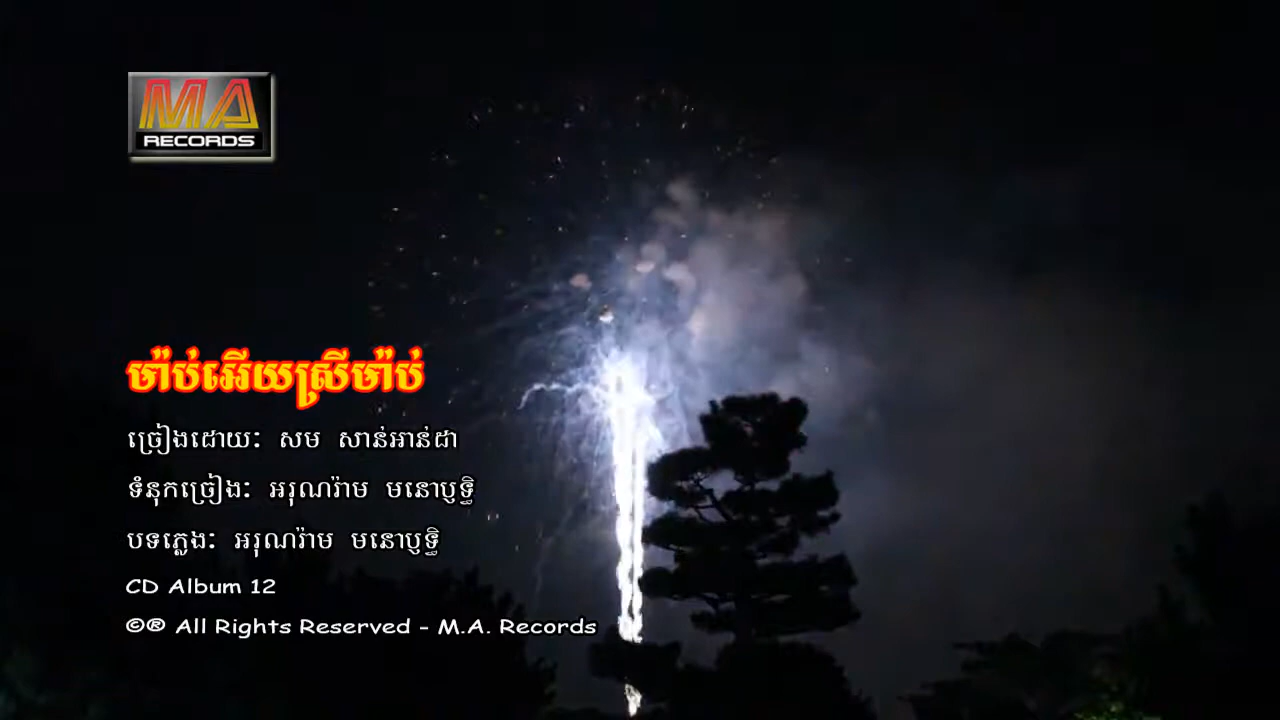 MA
RECORDS
ម៉ាប់អើយស្រីម៉ាប់
ច្រៀងដោយ: សម សាន់អាន់ដា
ទំនុកច្រៀង: អរុណរ៉ាម មនោឫទ្ធិ
បទភ្លេង: អរុណរ៉ាម មនោឫទ្ធិ
CD Album 12
©® All Rights Reserved - M.A. Records